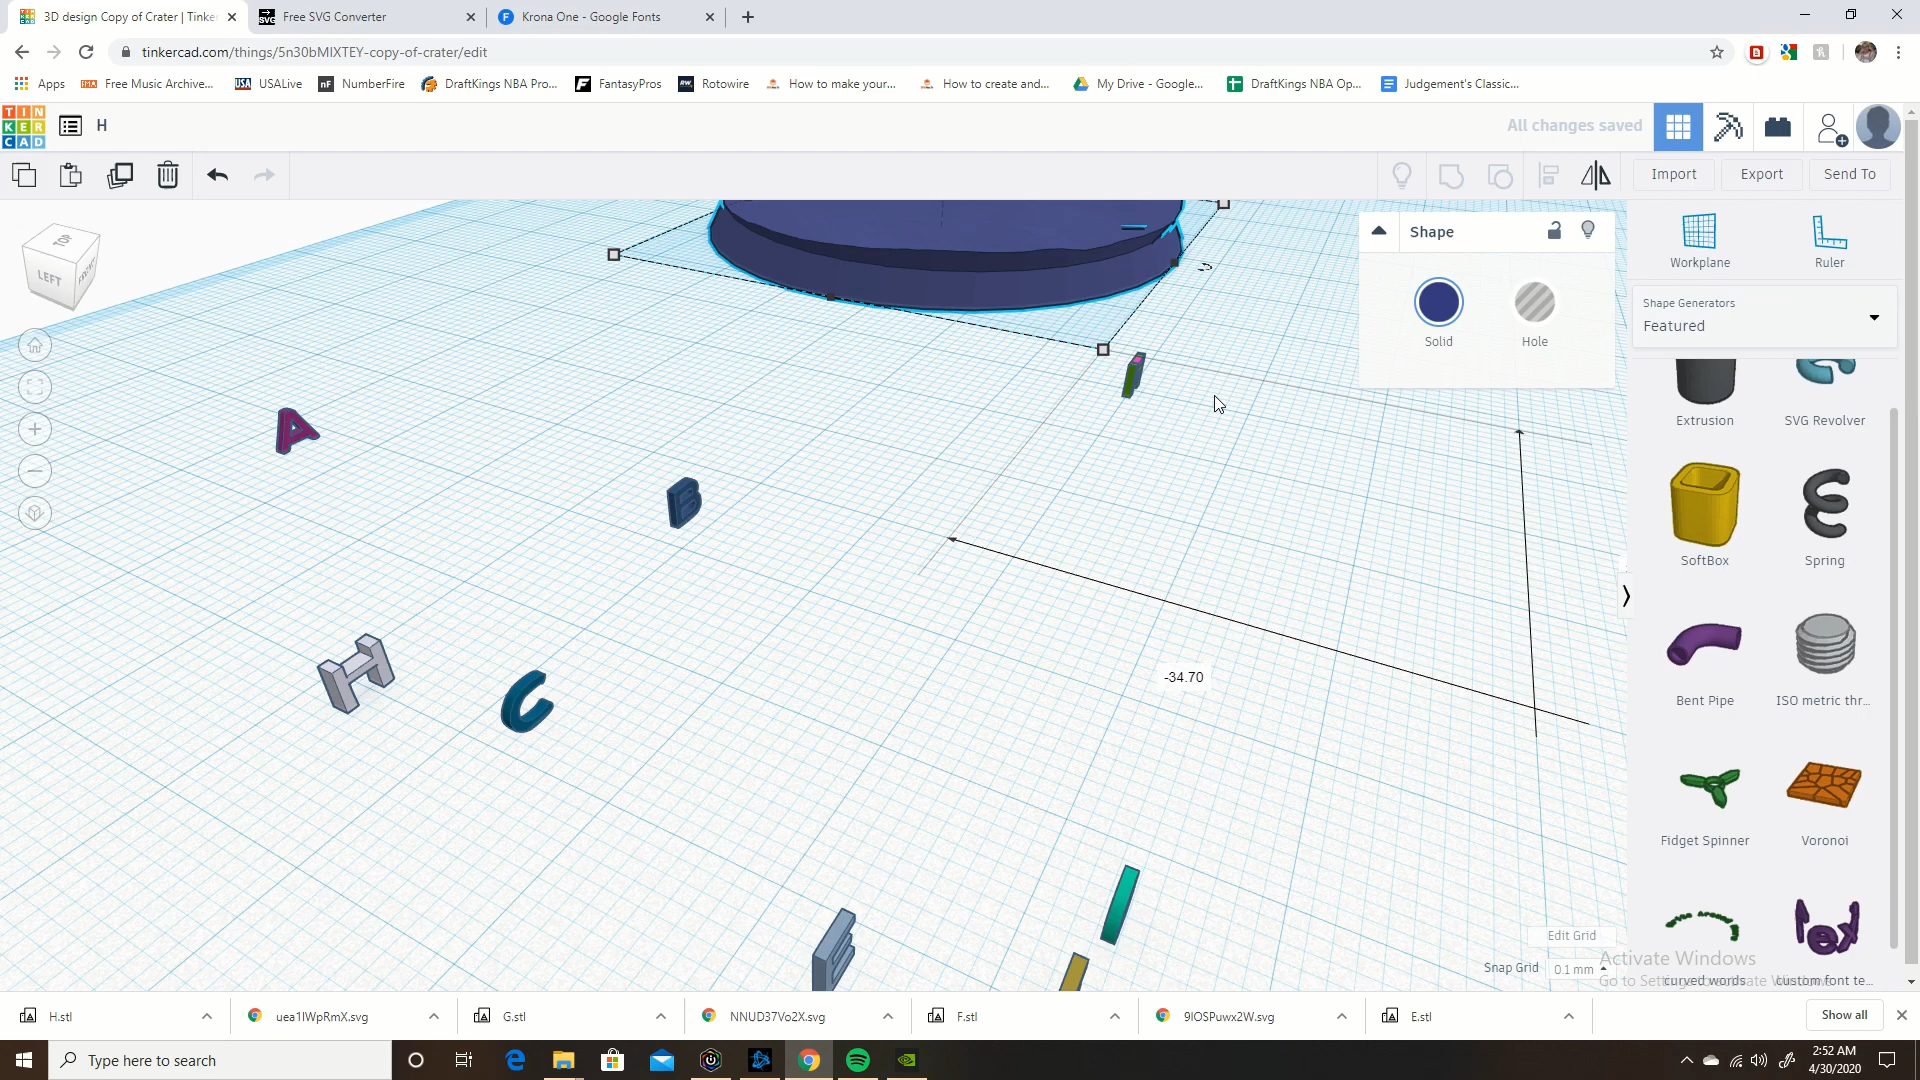 3D design Copy of Crater | Tinker
Free SVG Converter
Krona One - Google Fonts
tinkercad.com/things/5n30bMIXTEY-copy-of-crater/edit
Apps
Free Music Archive...
USALive
NumberFire
DraftKings NBA Pro...
FantasyPros
Rotowire
How to make your...
How to create and...
My Drive - Google...
DraftKings NBA Op...
Judgement's Classic...
TIN
KER
CAD
H
All changes saved
Import
Export
Send To
TOP
LEFT
FRONT
Shape
Solid
Hole
Workplane
Ruler
Shape Generators
Featured
Extrusion
SVG Revolver
SoftBox
Spring
Bent Pipe
ISO metric thr...
Fidget Spinner
Voronoi
curved words
custom font te...
A
B
H
C
E
-34.70
Edit Grid
Snap Grid
0.1 mm
Activate Windows
Go to Settings to activate Windows.
H.stl
uea1IWpRmX.svg
G.stl
NNUD37Vo2X.svg
F.stl
9IOSPuwx2W.svg
E.stl
Show all
Type here to search
2:52 AM
4/30/2020